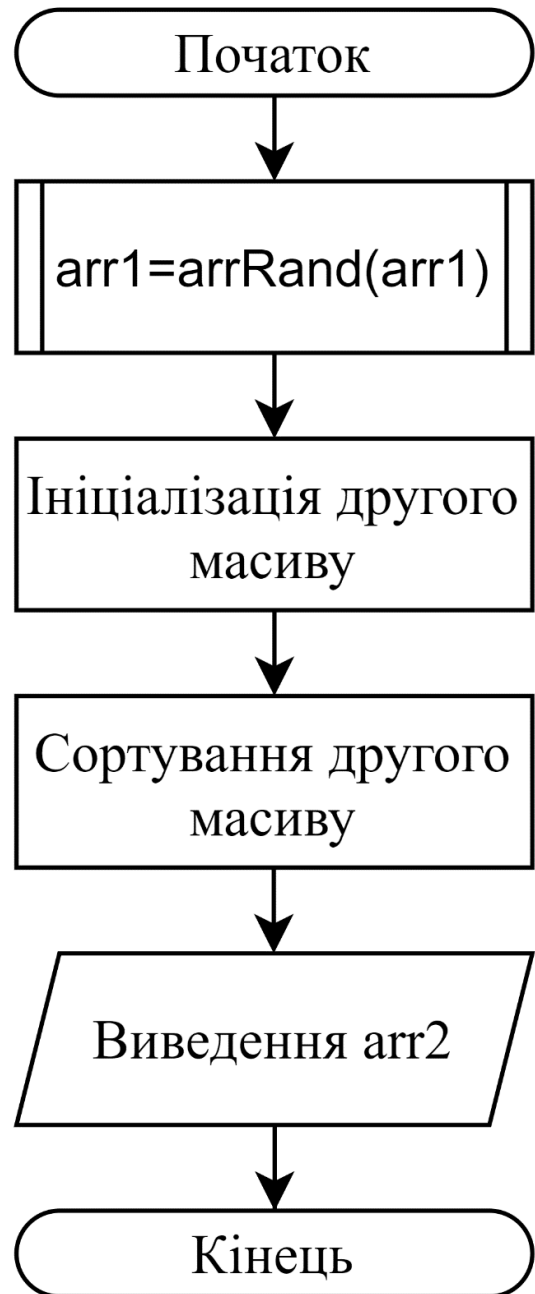 Початок
arr1=arrRand(arr1)
Ініціалізація другого
масиву
Сортування другого
масиву
Виведення arr2
Кінець